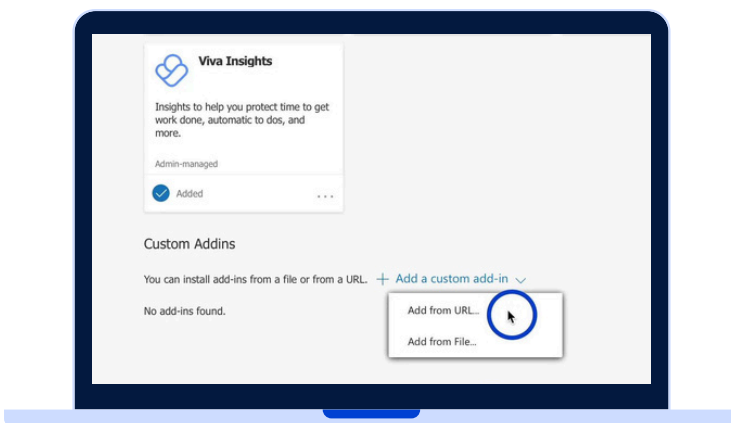 Viva Insights
Insights to help you protect time to get
work done, automatic to dos, and
more.
Admin-managed
Added
...
Custom Addins
You can install add-ins from a file or from a URL. + Add a custom add-in
No add-ins found.
Add from URL...
Add from File...